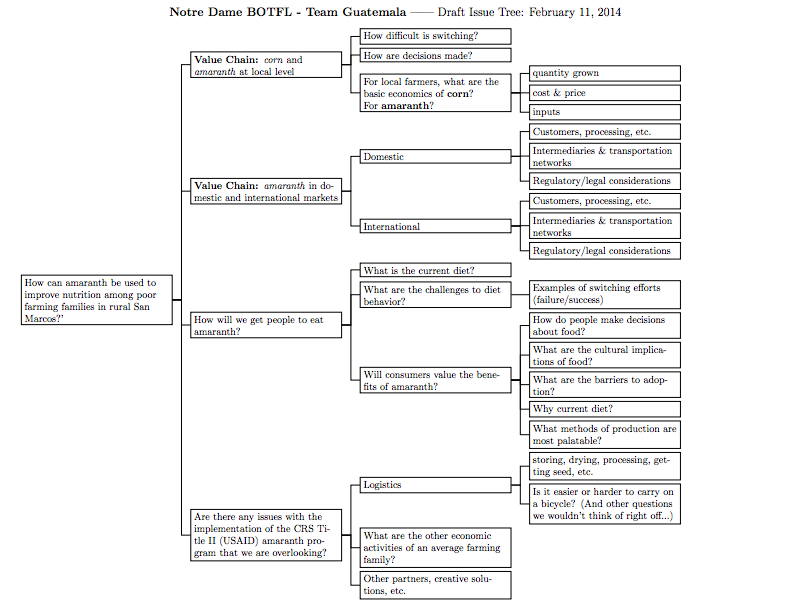 Notre Dame BOTFL - Team Guatemala —— Draft Issue Tree: February 11, 2014
How can amaranth be used to
improve nutrition among poor
farming families in rural San
Marcos?'
Value Chain: corn and
amaranth at local level
How difficult is switching?
How are decisions made?
For local farmers, what are the
basic economics of corn?
For amaranth?
quantity grown
cost & price
inputs
Value Chain: amaranth in do-
mestic and international markets
Domestic
Customers, processing, etc.
Intermediaries & transportation
networks
Regulatory/legal considerations
International
Customers, processing, etc.
Intermediaries & transportation
networks
Regulatory/legal considerations
How will we get people to eat
amaranth?
What is the current diet?
What are the challenges to diet
behavior?
Examples of switching efforts
(failure/success)
Will consumers value the bene-
fits of amaranth?
How do people make decisions
about food?
What are the cultural implica-
tions of food?
What are the barriers to adop-
tion?
Why current diet?
What methods of production are
most palatable?
Are there any issues with the
implementation of the CRS Ti-
tle II (USAID) amaranth pro-
gram that we are overlooking?
Logistics
storing, drying, processing, get-
ting seed, etc.
Is it easier or harder to carry on
a bicycle? (And other questions
we wouldn't think of right off...)
What are the other economic
activities of an average farming
family?
Other partners, creative solu-
tions, etc.